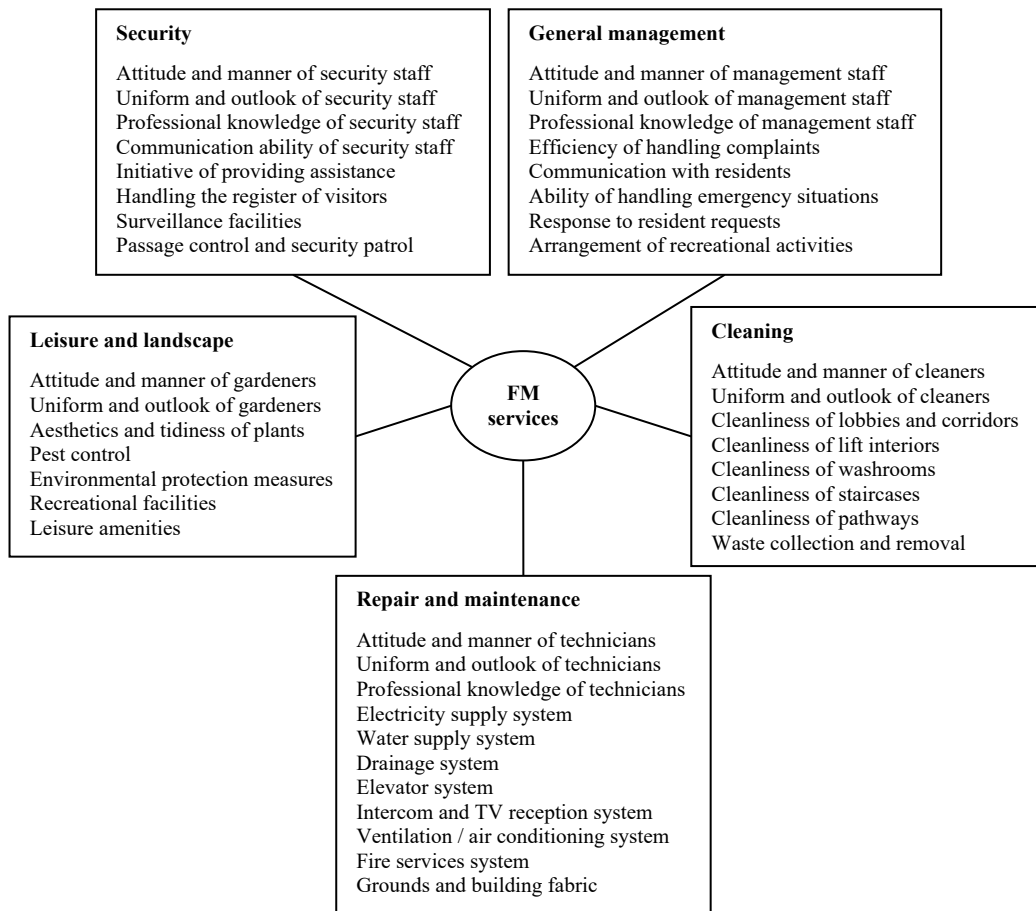 Security
Attitude and manner of security staff
Uniform and outlook of security staff
Professional knowledge of security staff
Communication ability of security staff
Initiative of providing assistance
Handling the register of visitors
Surveillance facilities
Passage control and security patrol
General management
Attitude and manner of management staff
Uniform and outlook of management staff
Professional knowledge of management staff
Efficiency of handling complaints
Communication with residents
Ability of handling emergency situations
Response to resident requests
Arrangement of recreational activities
Leisure and landscape
Attitude and manner of gardeners
Uniform and outlook of gardeners
Aesthetics and tidiness of plants
Pest control
Environmental protection measures
Recreational facilities
Leisure amenities
FM
services
Cleaning
Attitude and manner of cleaners
Uniform and outlook of cleaners
Cleanliness of lobbies and corridors
Cleanliness of lift interiors
Cleanliness of washrooms
Cleanliness of staircases
Cleanliness of pathways
Waste collection and removal
Repair and maintenance
Attitude and manner of technicians
Uniform and outlook of technicians
Professional knowledge of technicians
Electricity supply system
Water supply system
Drainage system
Elevator system
Intercom and TV reception system
Ventilation / air conditioning system
Fire services system
Grounds and building fabric